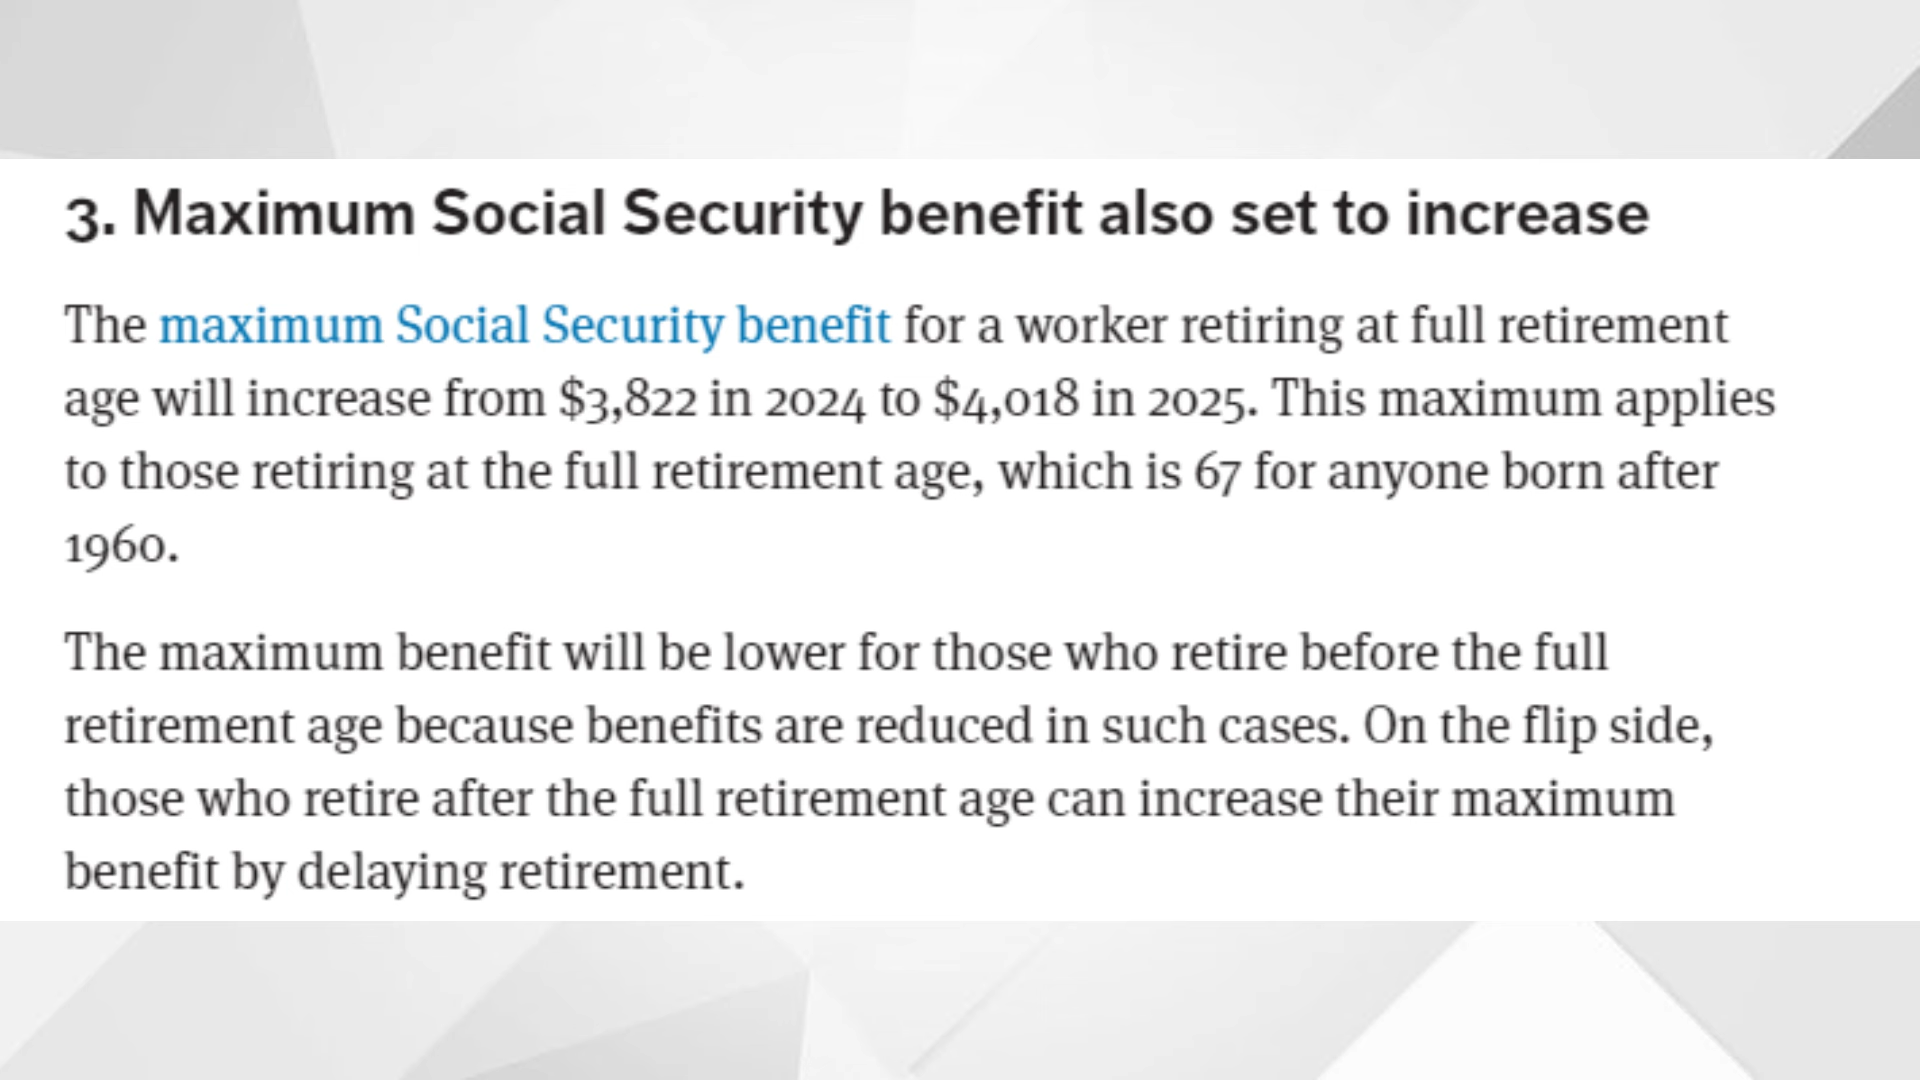 3. Maximum Social Security benefit also set to increase
The maximum Social Security benefit for a worker retiring at full retirement
age will increase from $3,822 in 2024 to $4,018 in 2025. This maximum applies
to those retiring at the full retirement age, which is 67 for anyone born after
1960.
The maximum benefit will be lower for those who retire before the full
retirement age because benefits are reduced in such cases. On the flip side,
those who retire after the full retirement age can increase their maximum
benefit by delaying retirement.